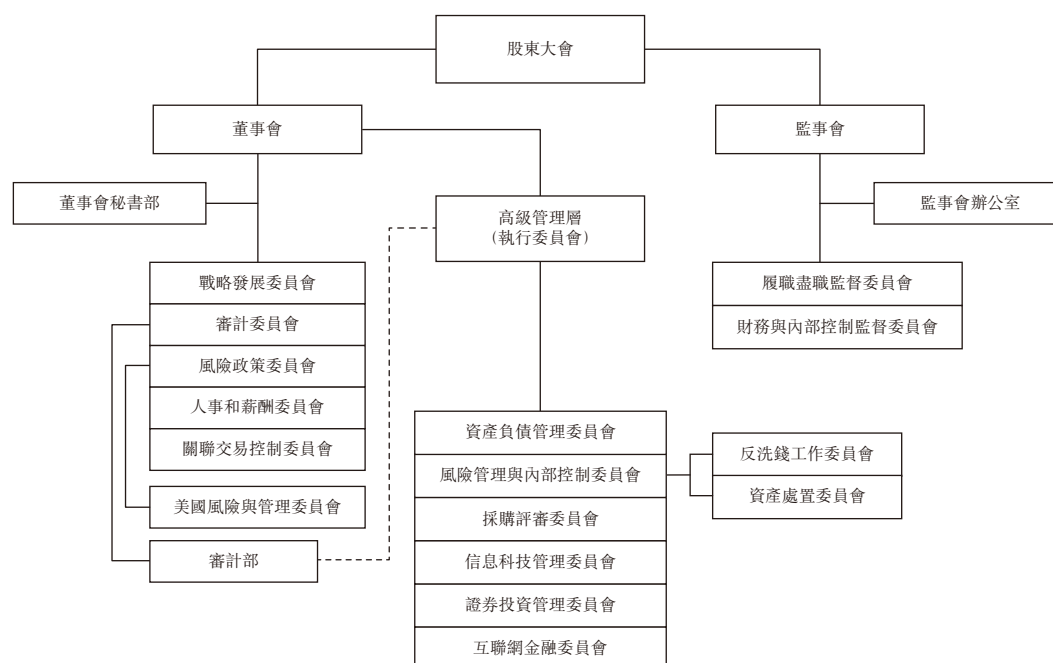 股東大會
董事會
監事會
董事會秘書部
高級管理層
(執行委員會)
監事會辦公室
戰略發展委員會
審計委員會
風險政策委員會
人事和薪酬委員會
關聯交易控制委員會
美國風險與管理委員會
審計部
履職盡職監督委員會
財務與內部控制監督委員會
資產負債管理委員會
風險管理與內部控制委員會
採購評審委員會
信息科技管理委員會
證券投資管理委員會
互聯網金融委員會
反洗錢工作委員會
資產處置委員會